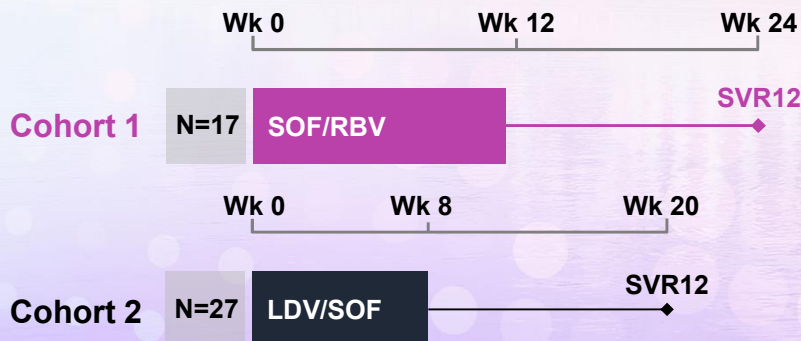 Wk 0 Wk 12 Wk 24
SVR12
Cohort 1 N=17 SOF/RBV
Wk 0 Wk 8 Wk 20
SVR12
Cohort 2 N=27 LDV/SOF